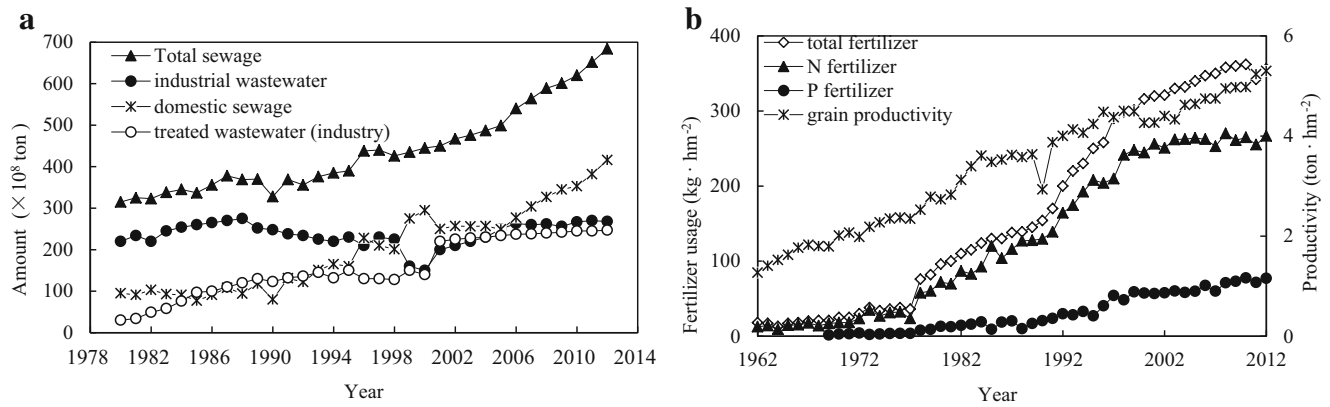 a
Total sewage
industrial wastewater
domestic sewage
treated wastewater (industry)
Amount (×10⁸ ton)
700
600
500
400
300
200
100
0
1978 1982 1986 1990 1994 1998 2002 2006 2010 2014
Year
b
total fertilizer
N fertilizer
P fertilizer
grain productivity
Fertilizer usage (kg · hm⁻²)
400
300
200
100
0
Productivity (ton · hm⁻²)
6
4
2
0
1962 1972 1982 1992 2002 2012
Year